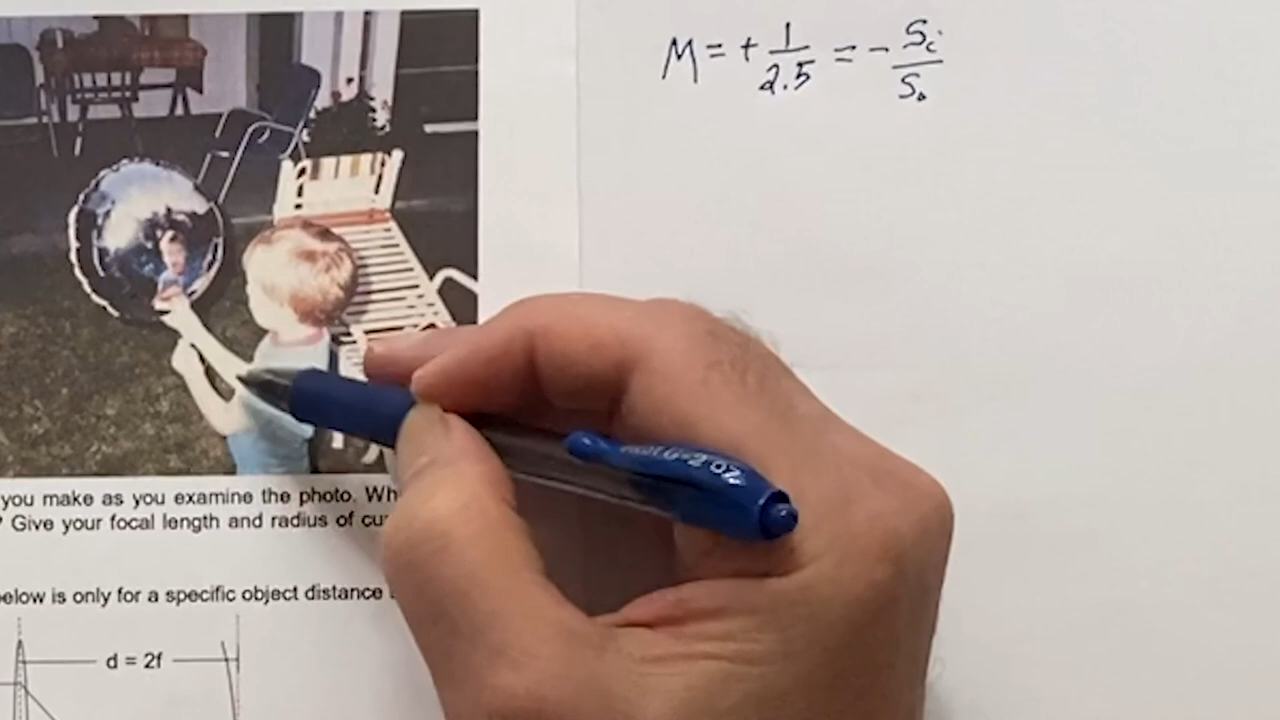 M = + 1/2.5 = - Si/So
you make as you examine the photo. Wh
? Give your focal length and radius of cu
elow is only for a specific object distance
d = 2f